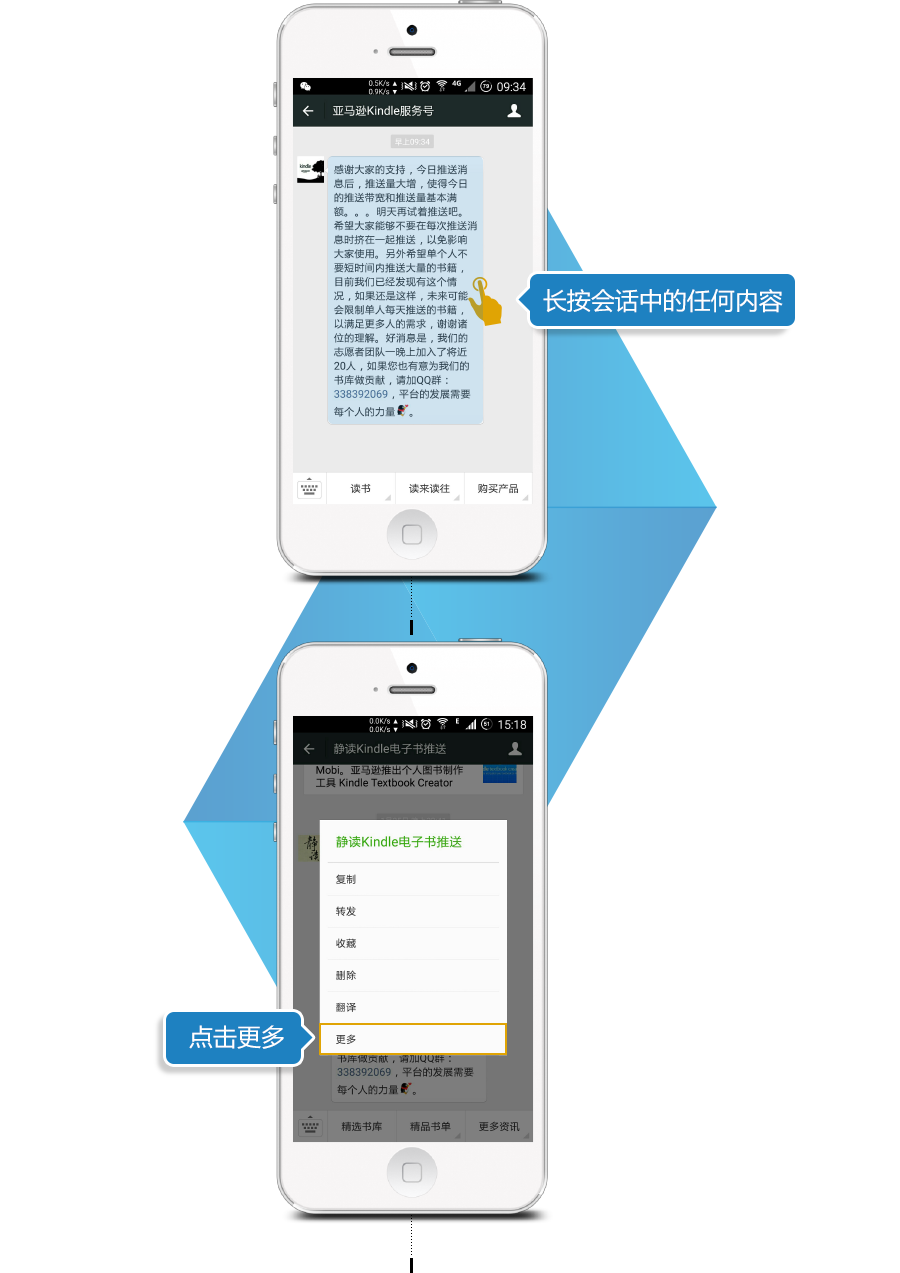 0.5K/s
0.9K/s
4G
79
09:34
亚马逊Kindle服务号
早上09:34
kindle
感谢大家的支持，今日推送消
息后，推送量大增，使得今日
的推送带宽和推送量基本满
额。。。明天再试着推送吧。
希望大家能够不要在每次推送消
息时挤在一起推送，以免影响
大家使用。另外希望单个人不
要短时间内推送大量的书籍，
目前我们已经发现有这个情
况，如果还是这样，未来可能
会限制单人每天推送的书籍，
以满足更多人的需求，谢谢诸
位的理解。好消息是，我们的
志愿者团队一晚上加入了将近
20人，如果您也有意为我们的
书库做贡献，请加QQ群：
338392069，平台的发展需要
每个人的力量。
长按会话中的任何内容
读书
读来读往
购买产品
0.0K/s
0.0K/s
E
51
15:18
静读Kindle电子书推送
Mobi。亚马逊推出个人图书制作
工具 Kindle Textbook Creator
静读
静读Kindle电子书推送
复制
转发
收藏
删除
翻译
更多
点击更多
书库做贡献，请加QQ群：
338392069，平台的发展需要
每个人的力量。
精选书库
精品书单
更多资讯